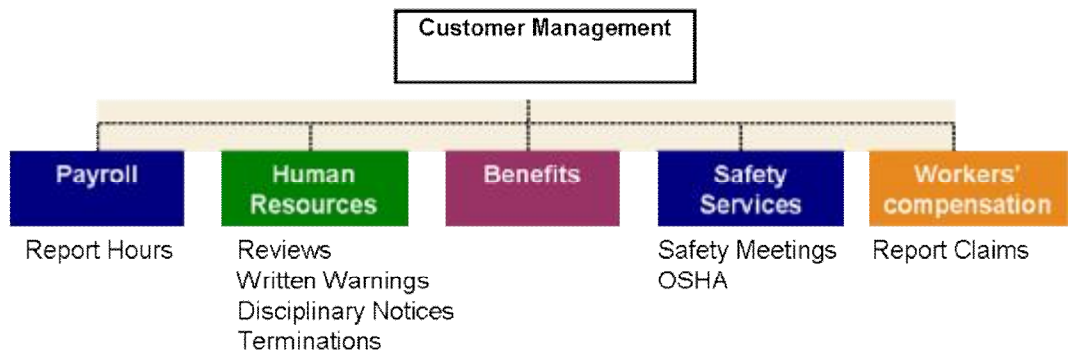 Customer Management
Payroll
Human
Resources
Benefits
Safety
Services
Workers'
compensation
Report Hours
Reviews
Written Warnings
Disciplinary Notices
Terminations
Safety Meetings
OSHA
Report Claims